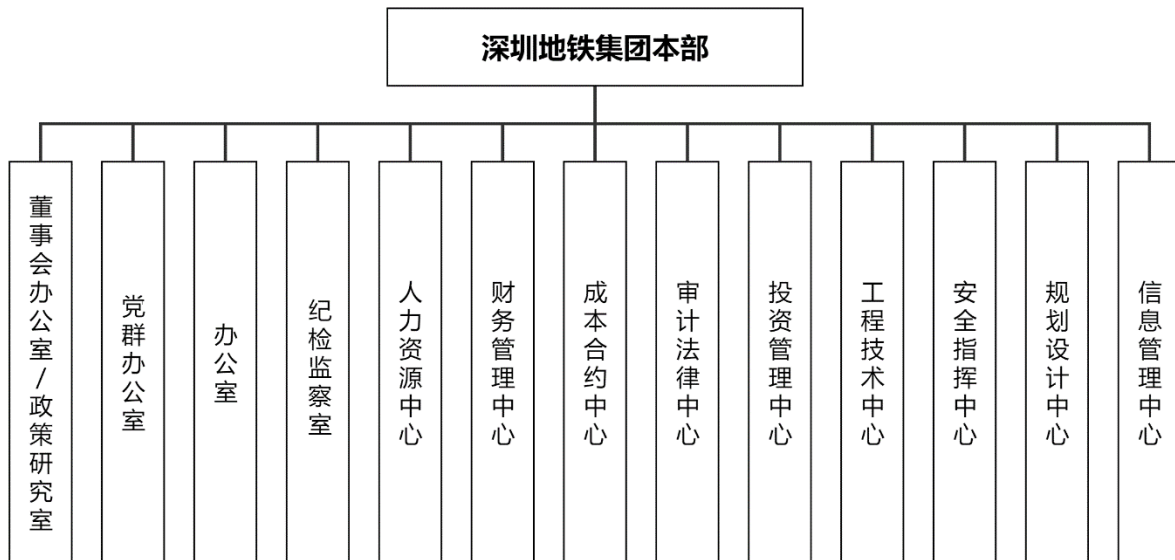 深圳地铁集团本部
董事会办公室/政策研究室
党群办公室
办公室
纪检监察室
人力资源中心
财务管理中心
成本合约中心
审计法律中心
投资管理中心
工程技术中心
安全指挥中心
规划设计中心
信息管理中心